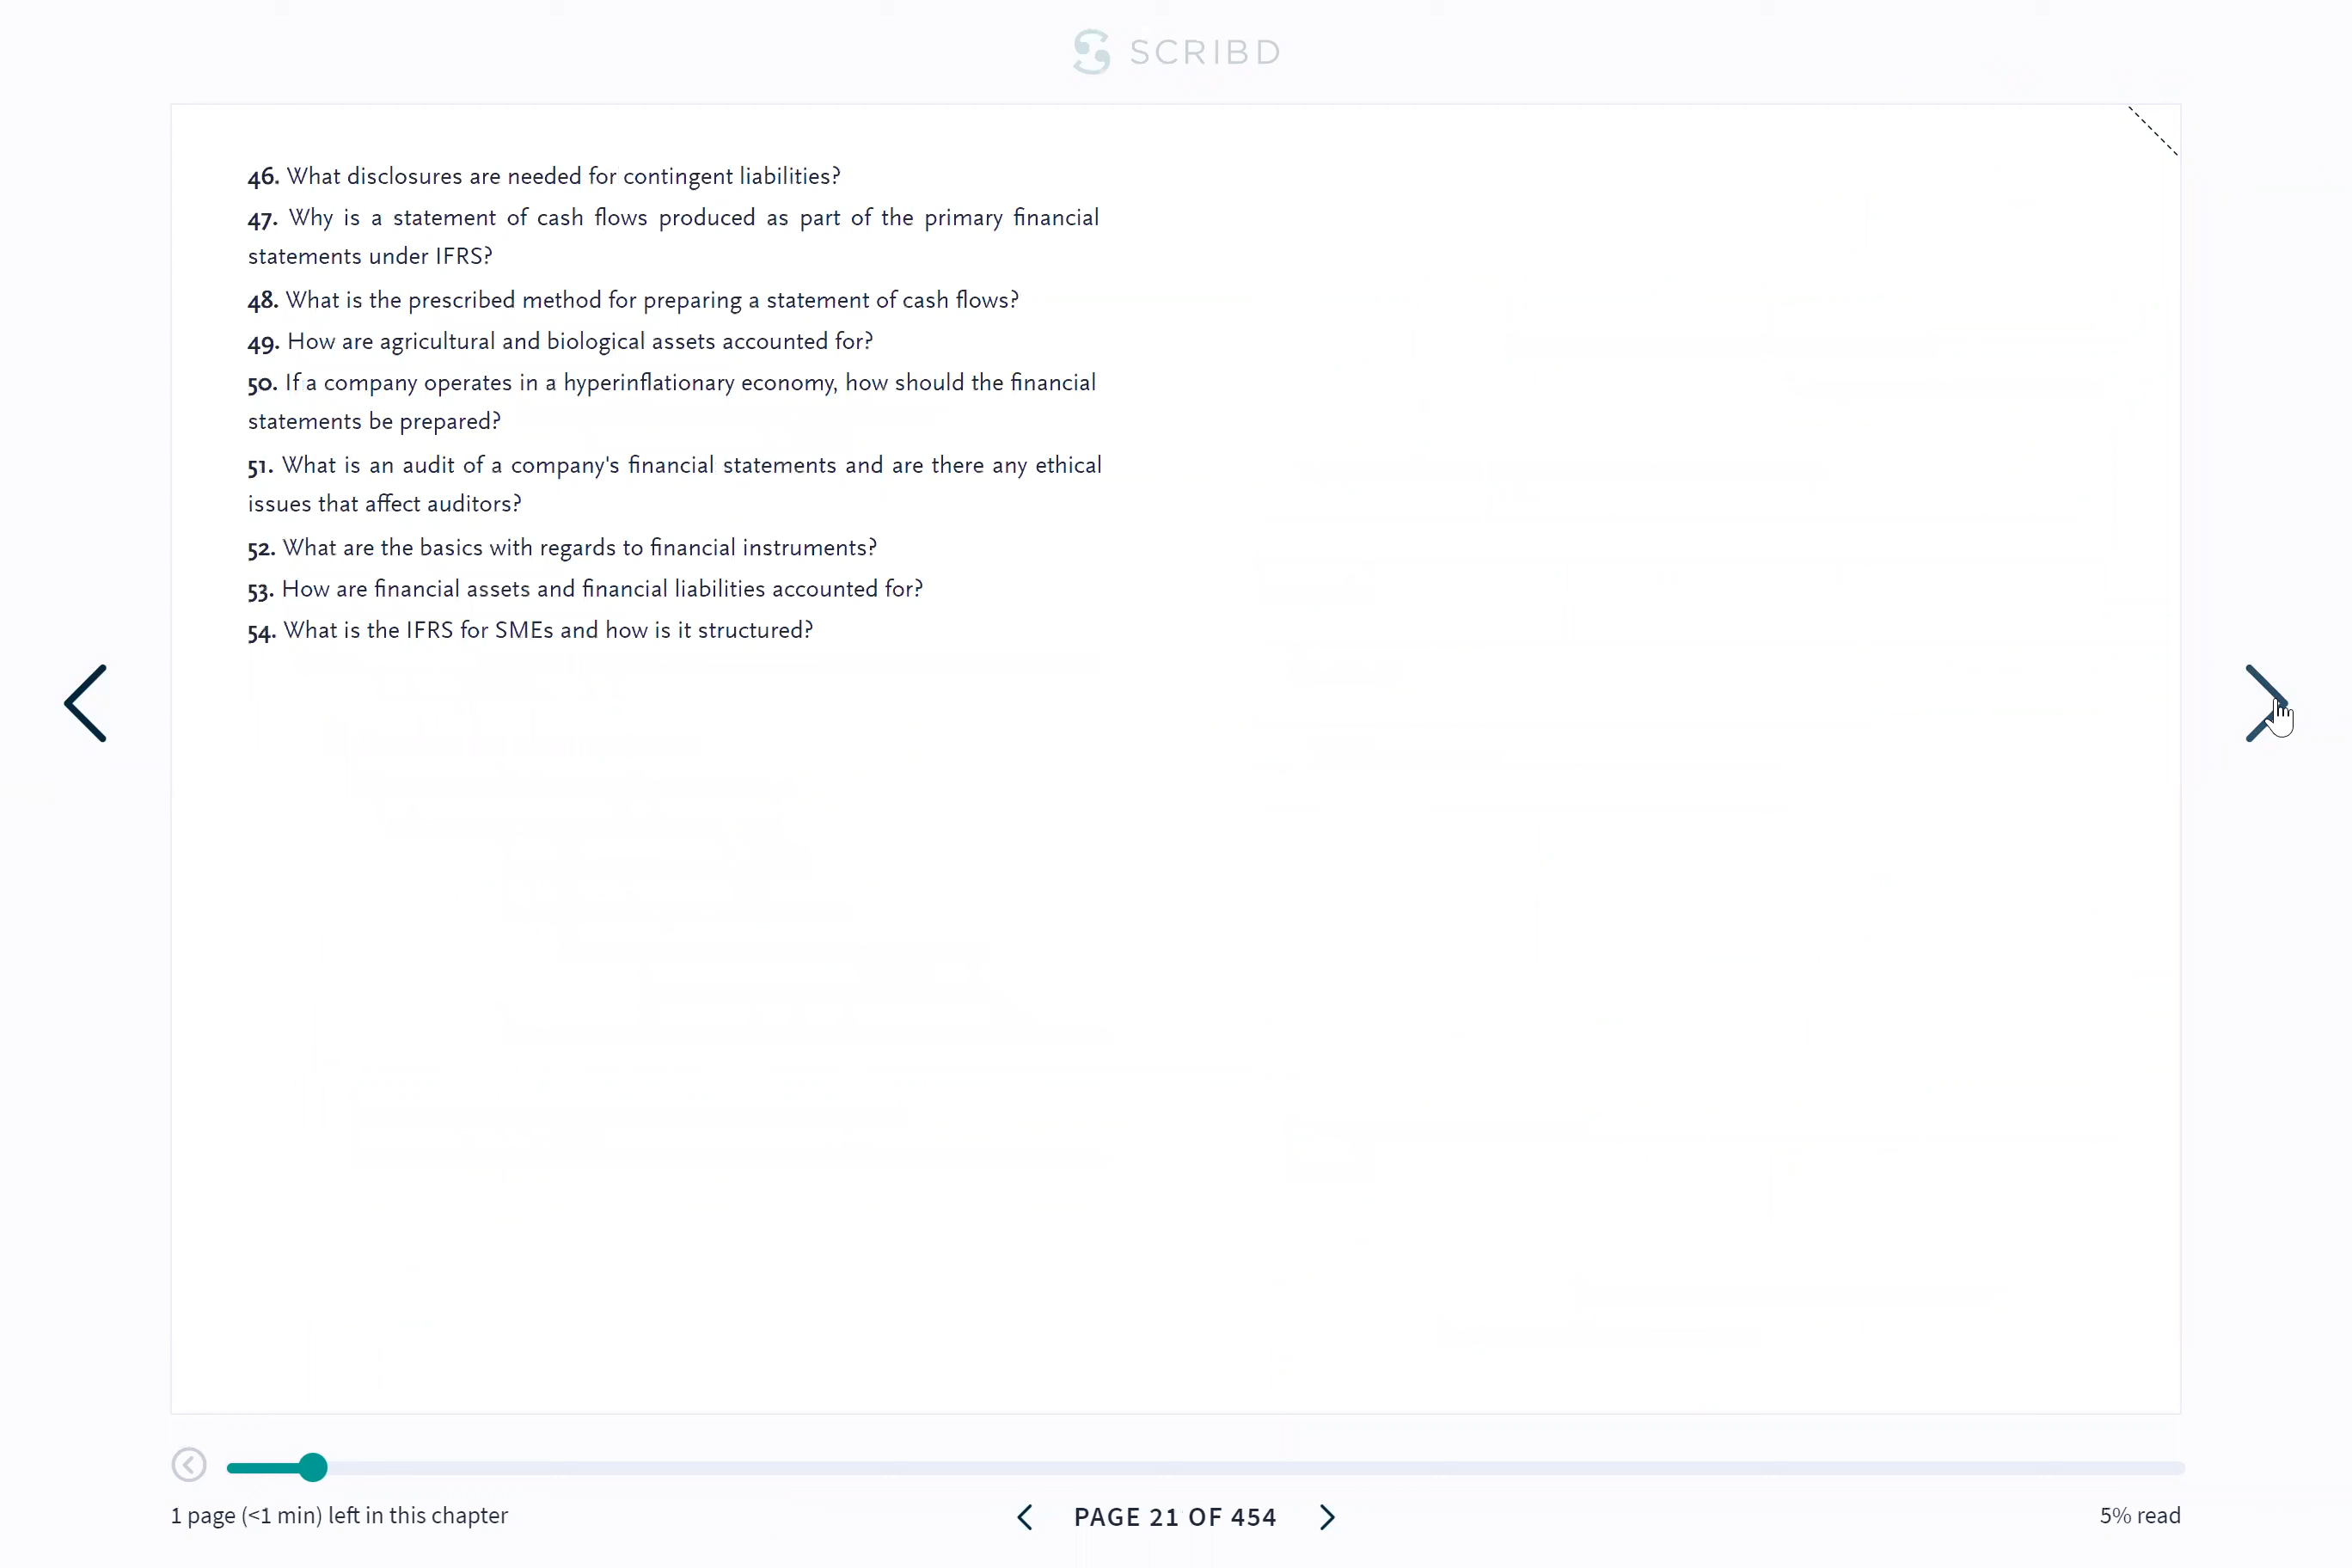 SCRIBD
46. What disclosures are needed for contingent liabilities?
47. Why is a statement of cash flows produced as part of the primary financial
statements under IFRS?
48. What is the prescribed method for preparing a statement of cash flows?
49. How are agricultural and biological assets accounted for?
50. If a company operates in a hyperinflationary economy, how should the financial
statements be prepared?
51. What is an audit of a company's financial statements and are there any ethical
issues that affect auditors?
52. What are the basics with regards to financial instruments?
53. How are financial assets and financial liabilities accounted for?
54. What is the IFRS for SMEs and how is it structured?
1 page (<1 min) left in this chapter
PAGE 21 OF 454
5% read